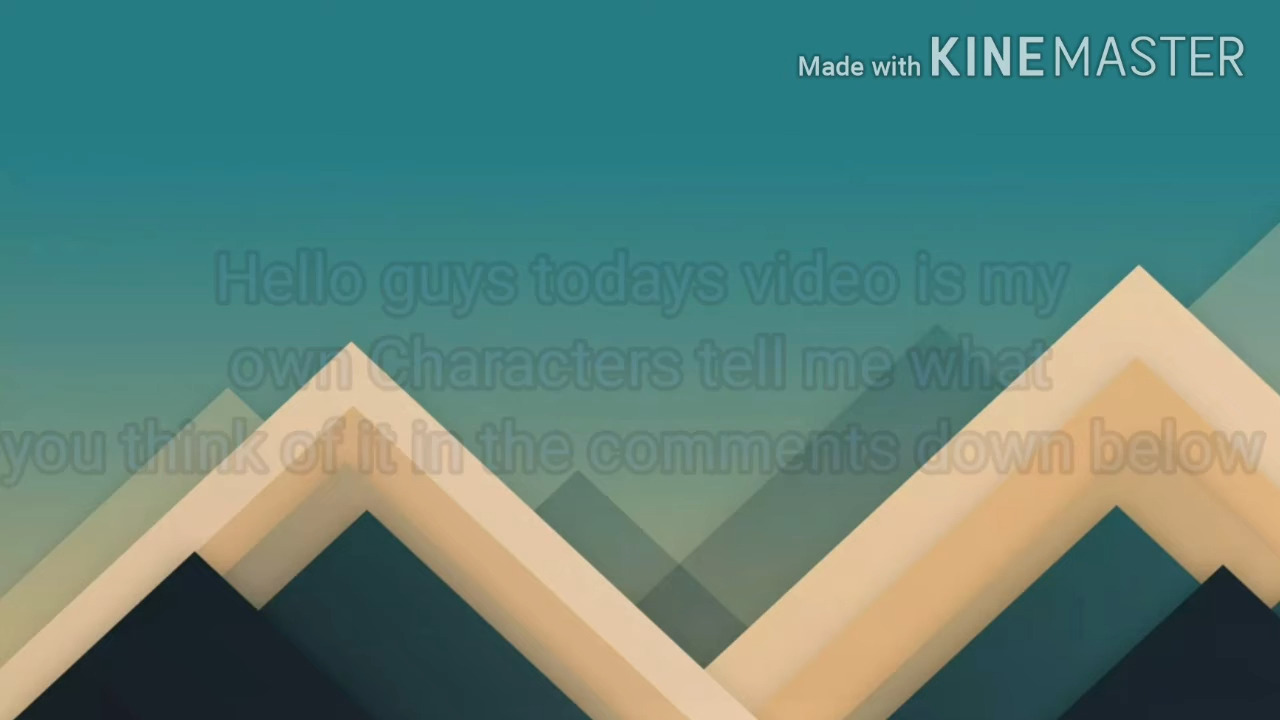 Made with KINEMASTER
Hello guys todays video is my
own Characters tell me what
you think of it in the comments down below